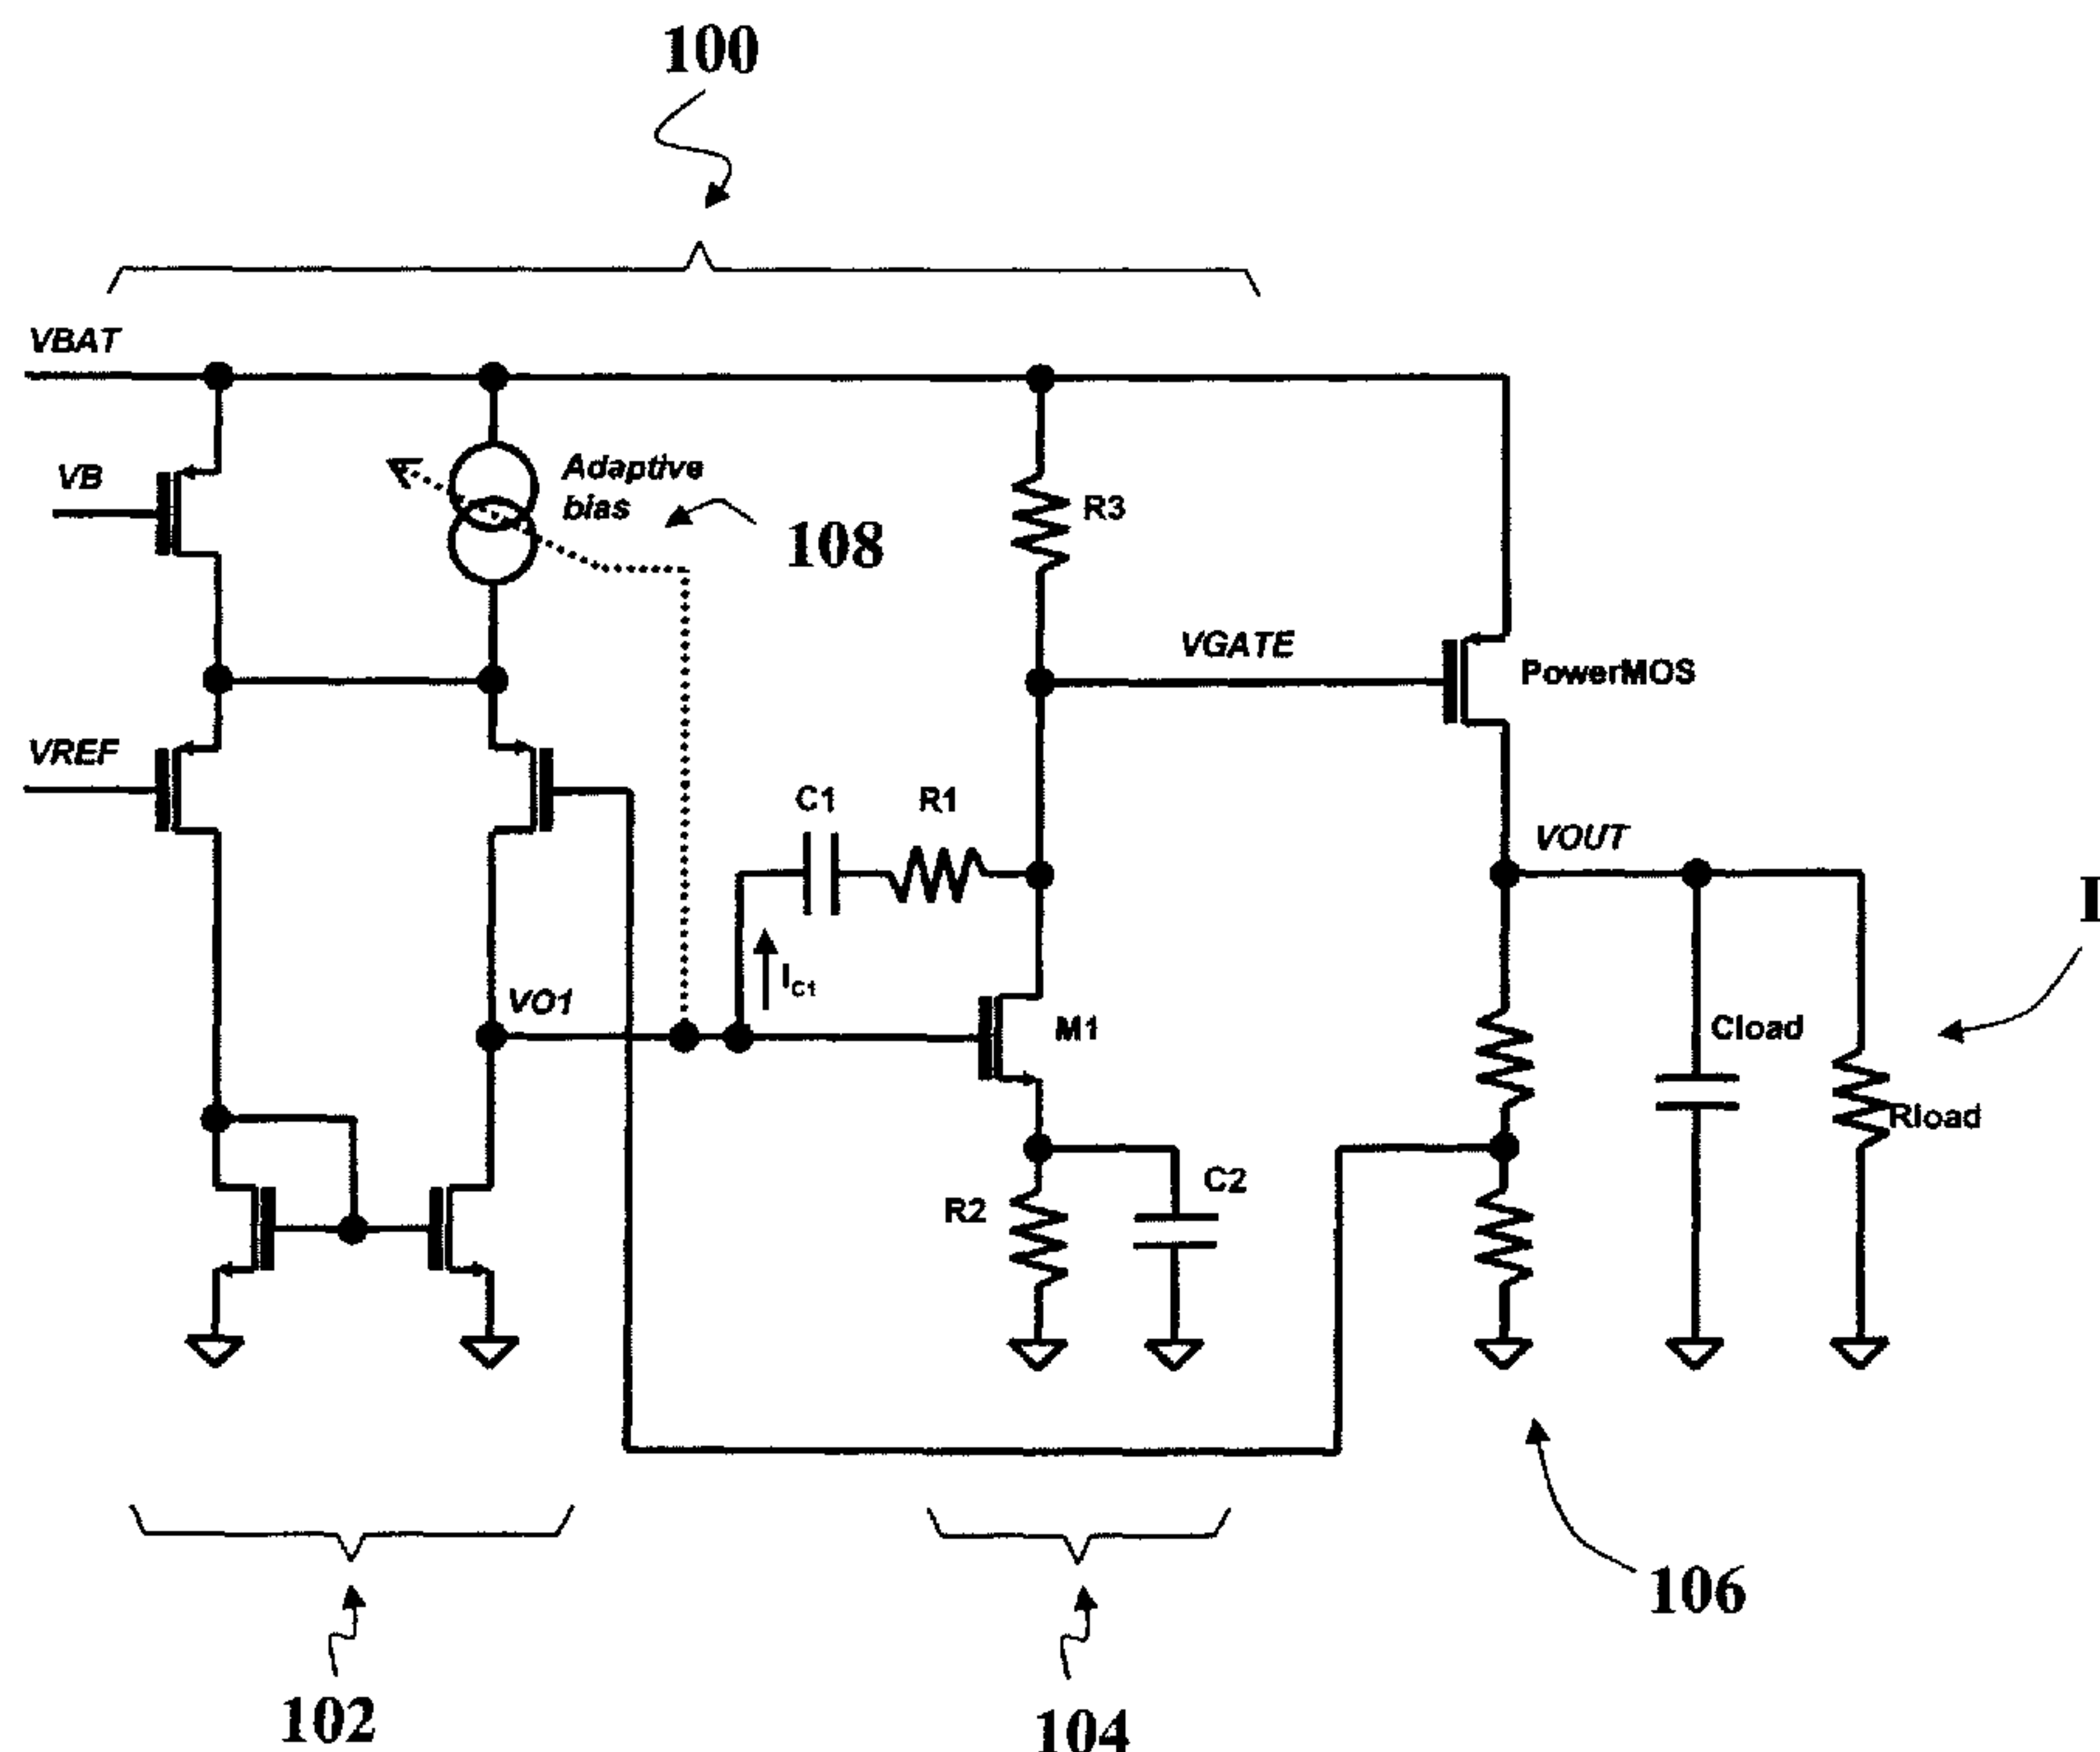 100
VBAT
VB
Adaptive
bias
108
R3
VGATE
PowerMOS
VREF
C1
R1
VOUT
IC1
VO1
M1
Cload
Rload
R2
C2
106
102
104